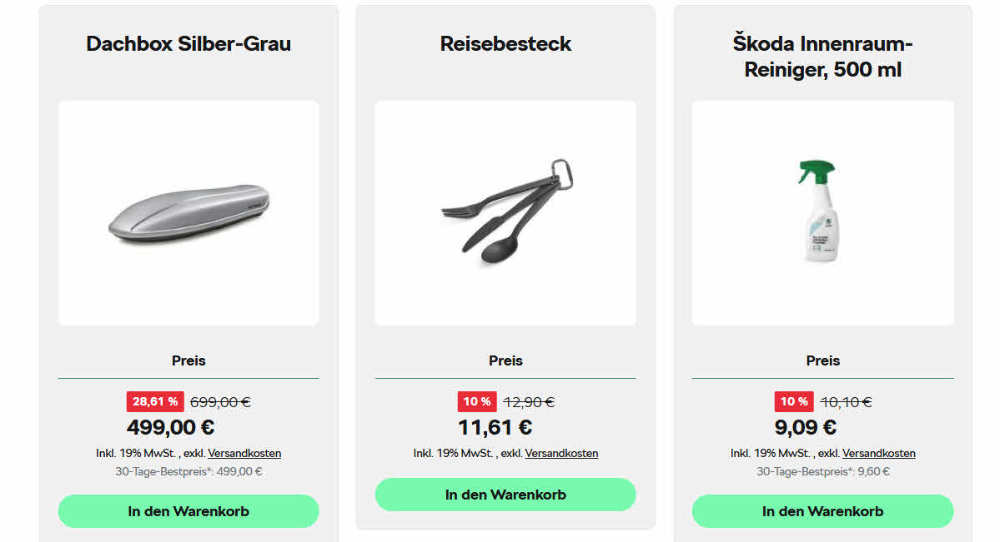 Dachbox Silber-Grau
Preis
28,61 % 699,00 €
499,00 €
Inkl. 19% MwSt. , exkl. Versandkosten
30-Tage-Bestpreis*: 499,00 €
In den Warenkorb
Reisebesteck
Preis
10 % 12,90 €
11,61 €
Inkl. 19% MwSt. , exkl. Versandkosten
In den Warenkorb
Škoda Innenraum-
Reiniger, 500 ml
Preis
10 % 10,10 €
9,09 €
Inkl. 19% MwSt. , exkl. Versandkosten
30-Tage-Bestpreis*: 9,60 €
In den Warenkorb